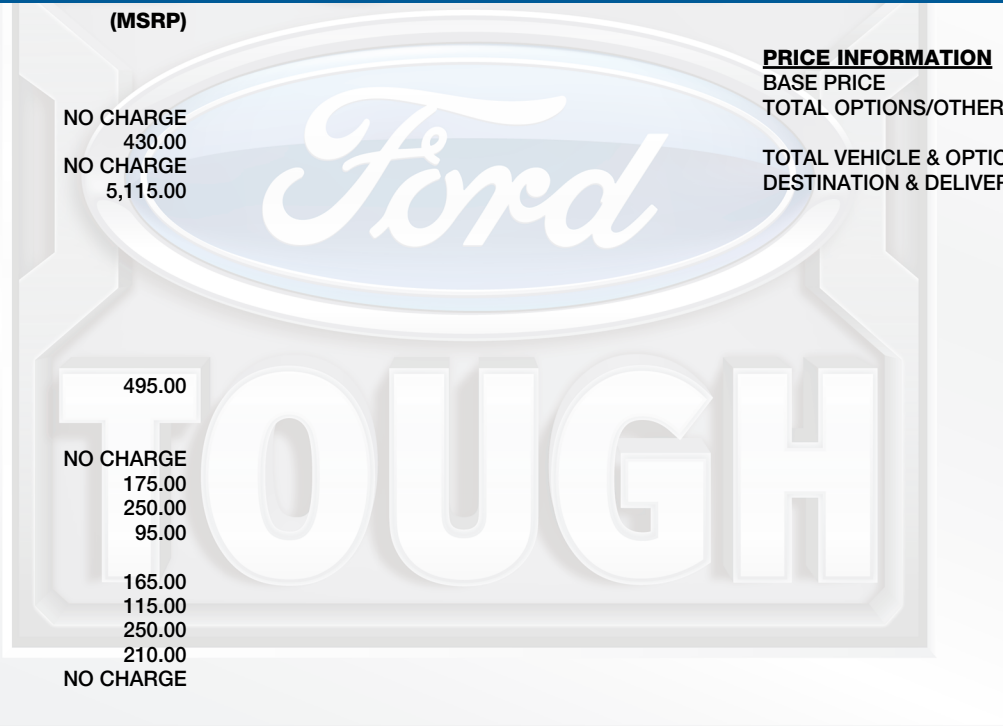 (MSRP)
NO CHARGE
430.00
NO CHARGE
5,115.00
495.00
NO CHARGE
175.00
250.00
95.00
165.00
115.00
250.00
210.00
NO CHARGE
PRICE INFORMATION
BASE PRICE
TOTAL OPTIONS/OTHER
TOTAL VEHICLE & OPTIO
DESTINATION & DELIVER
Ford
TOUGH